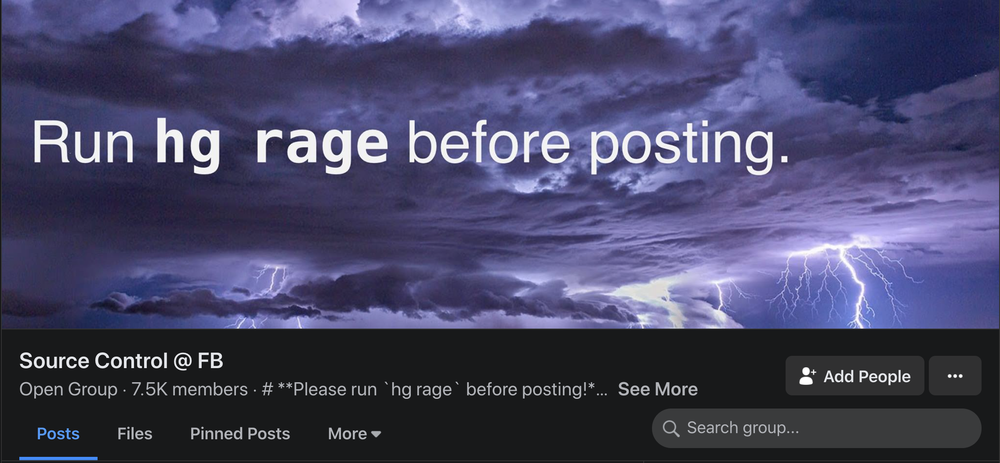 Run hg rage before posting.
Source Control @ FB
Open Group · 7.5K members · # **Please run `hg rage` before posting!*... See More
Add People
Posts Files Pinned Posts More
Search group...